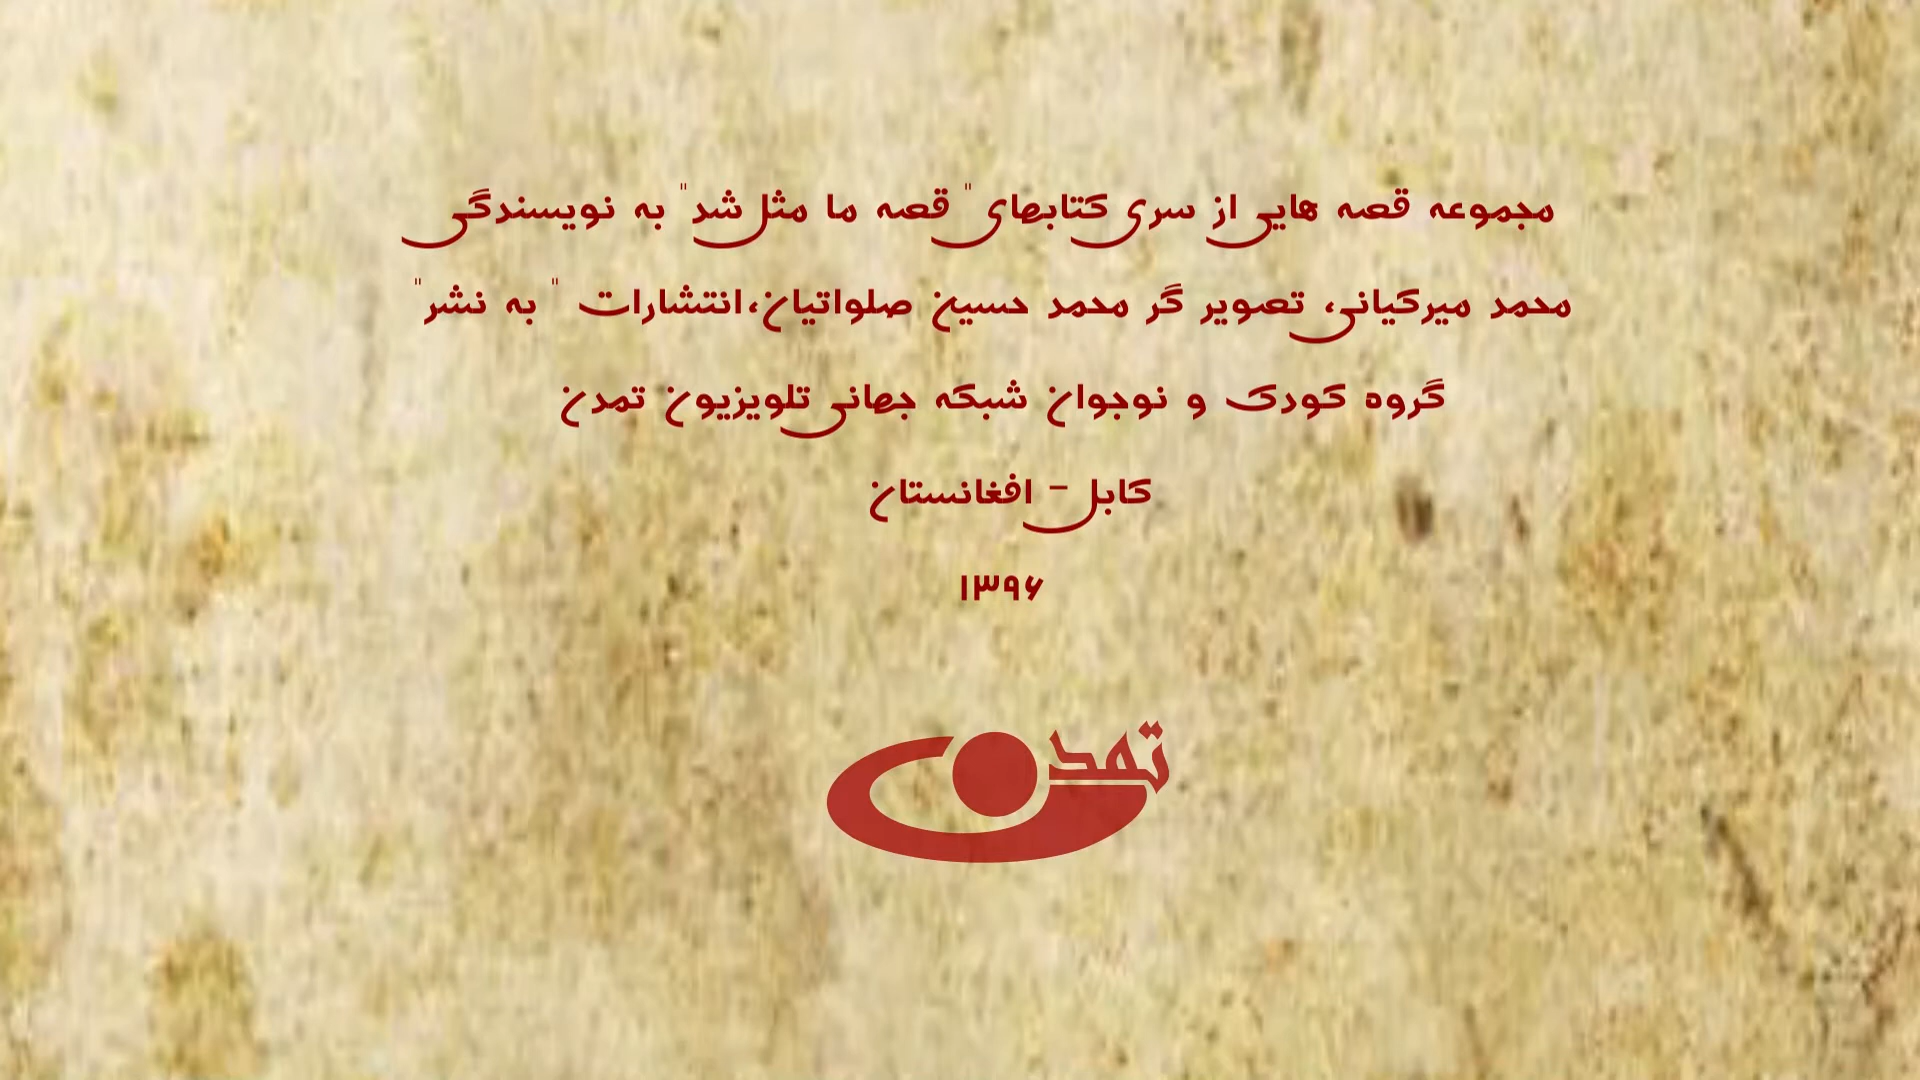 مجموعه قصه هایی از سری کتابهای" قصه ما مثل شد" به نویسندگی
محمد میرکیانی، تصویر گر محمد حسین صلواتیان،انتشارات " به نشر"
گروه کودک و نوجوان شبکه جهانی تلویزیون تمدن
کابل - افغانستان
۱۳۹۶
تمدن